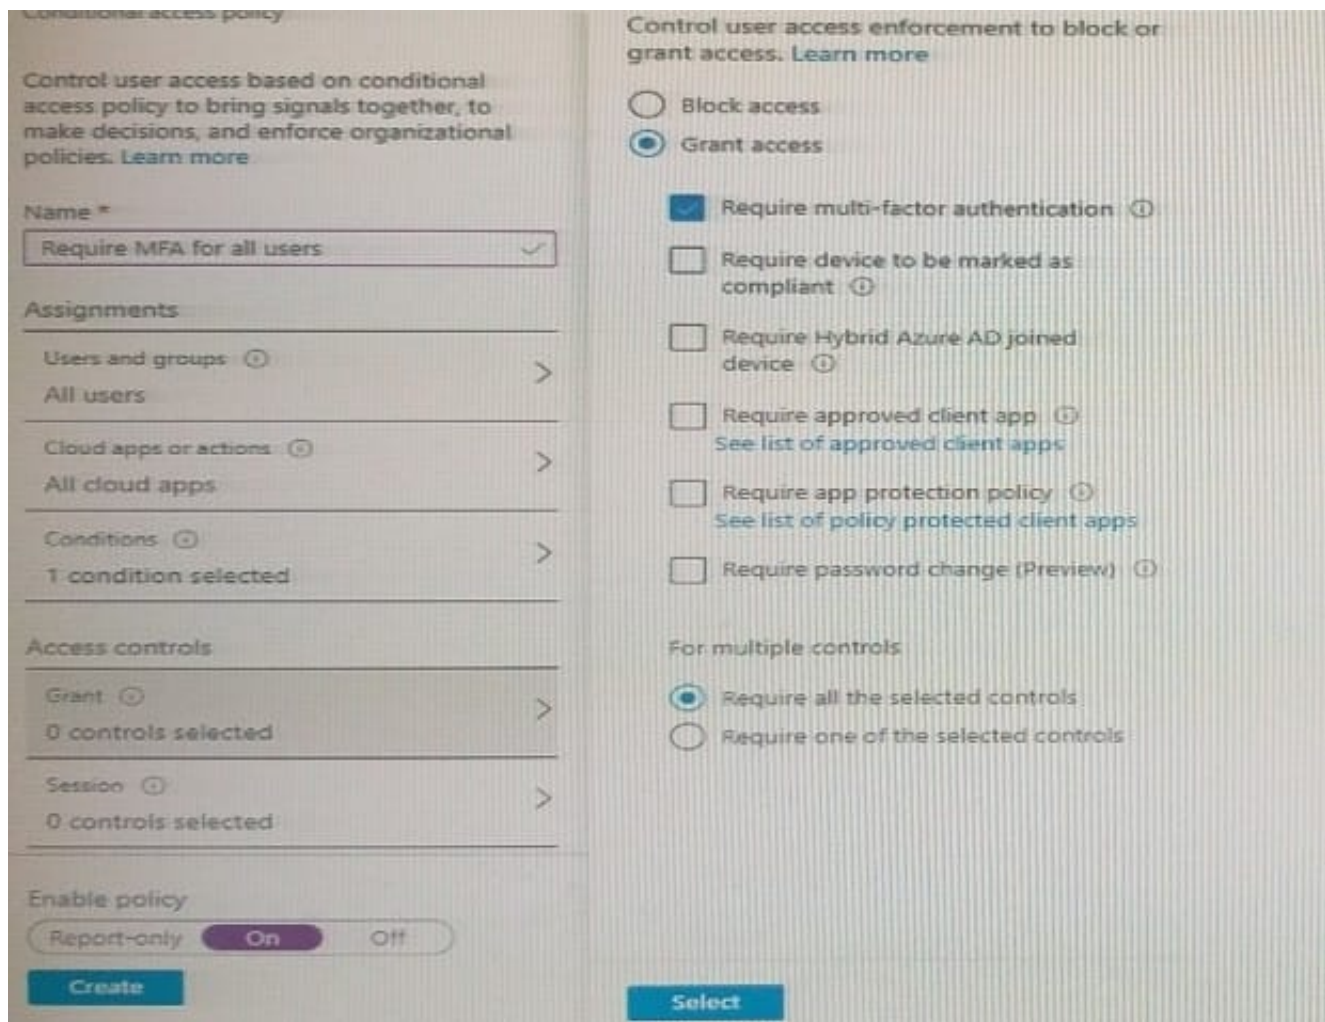 Conditional access policy
Control user access based on conditional
access policy to bring signals together, to
make decisions, and enforce organizational
policies. Learn more
Name *
Require MFA for all users
Assignments
Users and groups
All users
Cloud apps or actions
All cloud apps
Conditions
1 condition selected
Access controls
Grant
0 controls selected
Session
0 controls selected
Enable policy
Report-only On Off
Create
Control user access enforcement to block or
grant access. Learn more
Block access
Grant access
Require multi-factor authentication
Require device to be marked as
compliant
Require Hybrid Azure AD joined
device
Require approved client app
See list of approved client apps
Require app protection policy
See list of policy protected client apps
Require password change (Preview)
For multiple controls
Require all the selected controls
Require one of the selected controls
Select